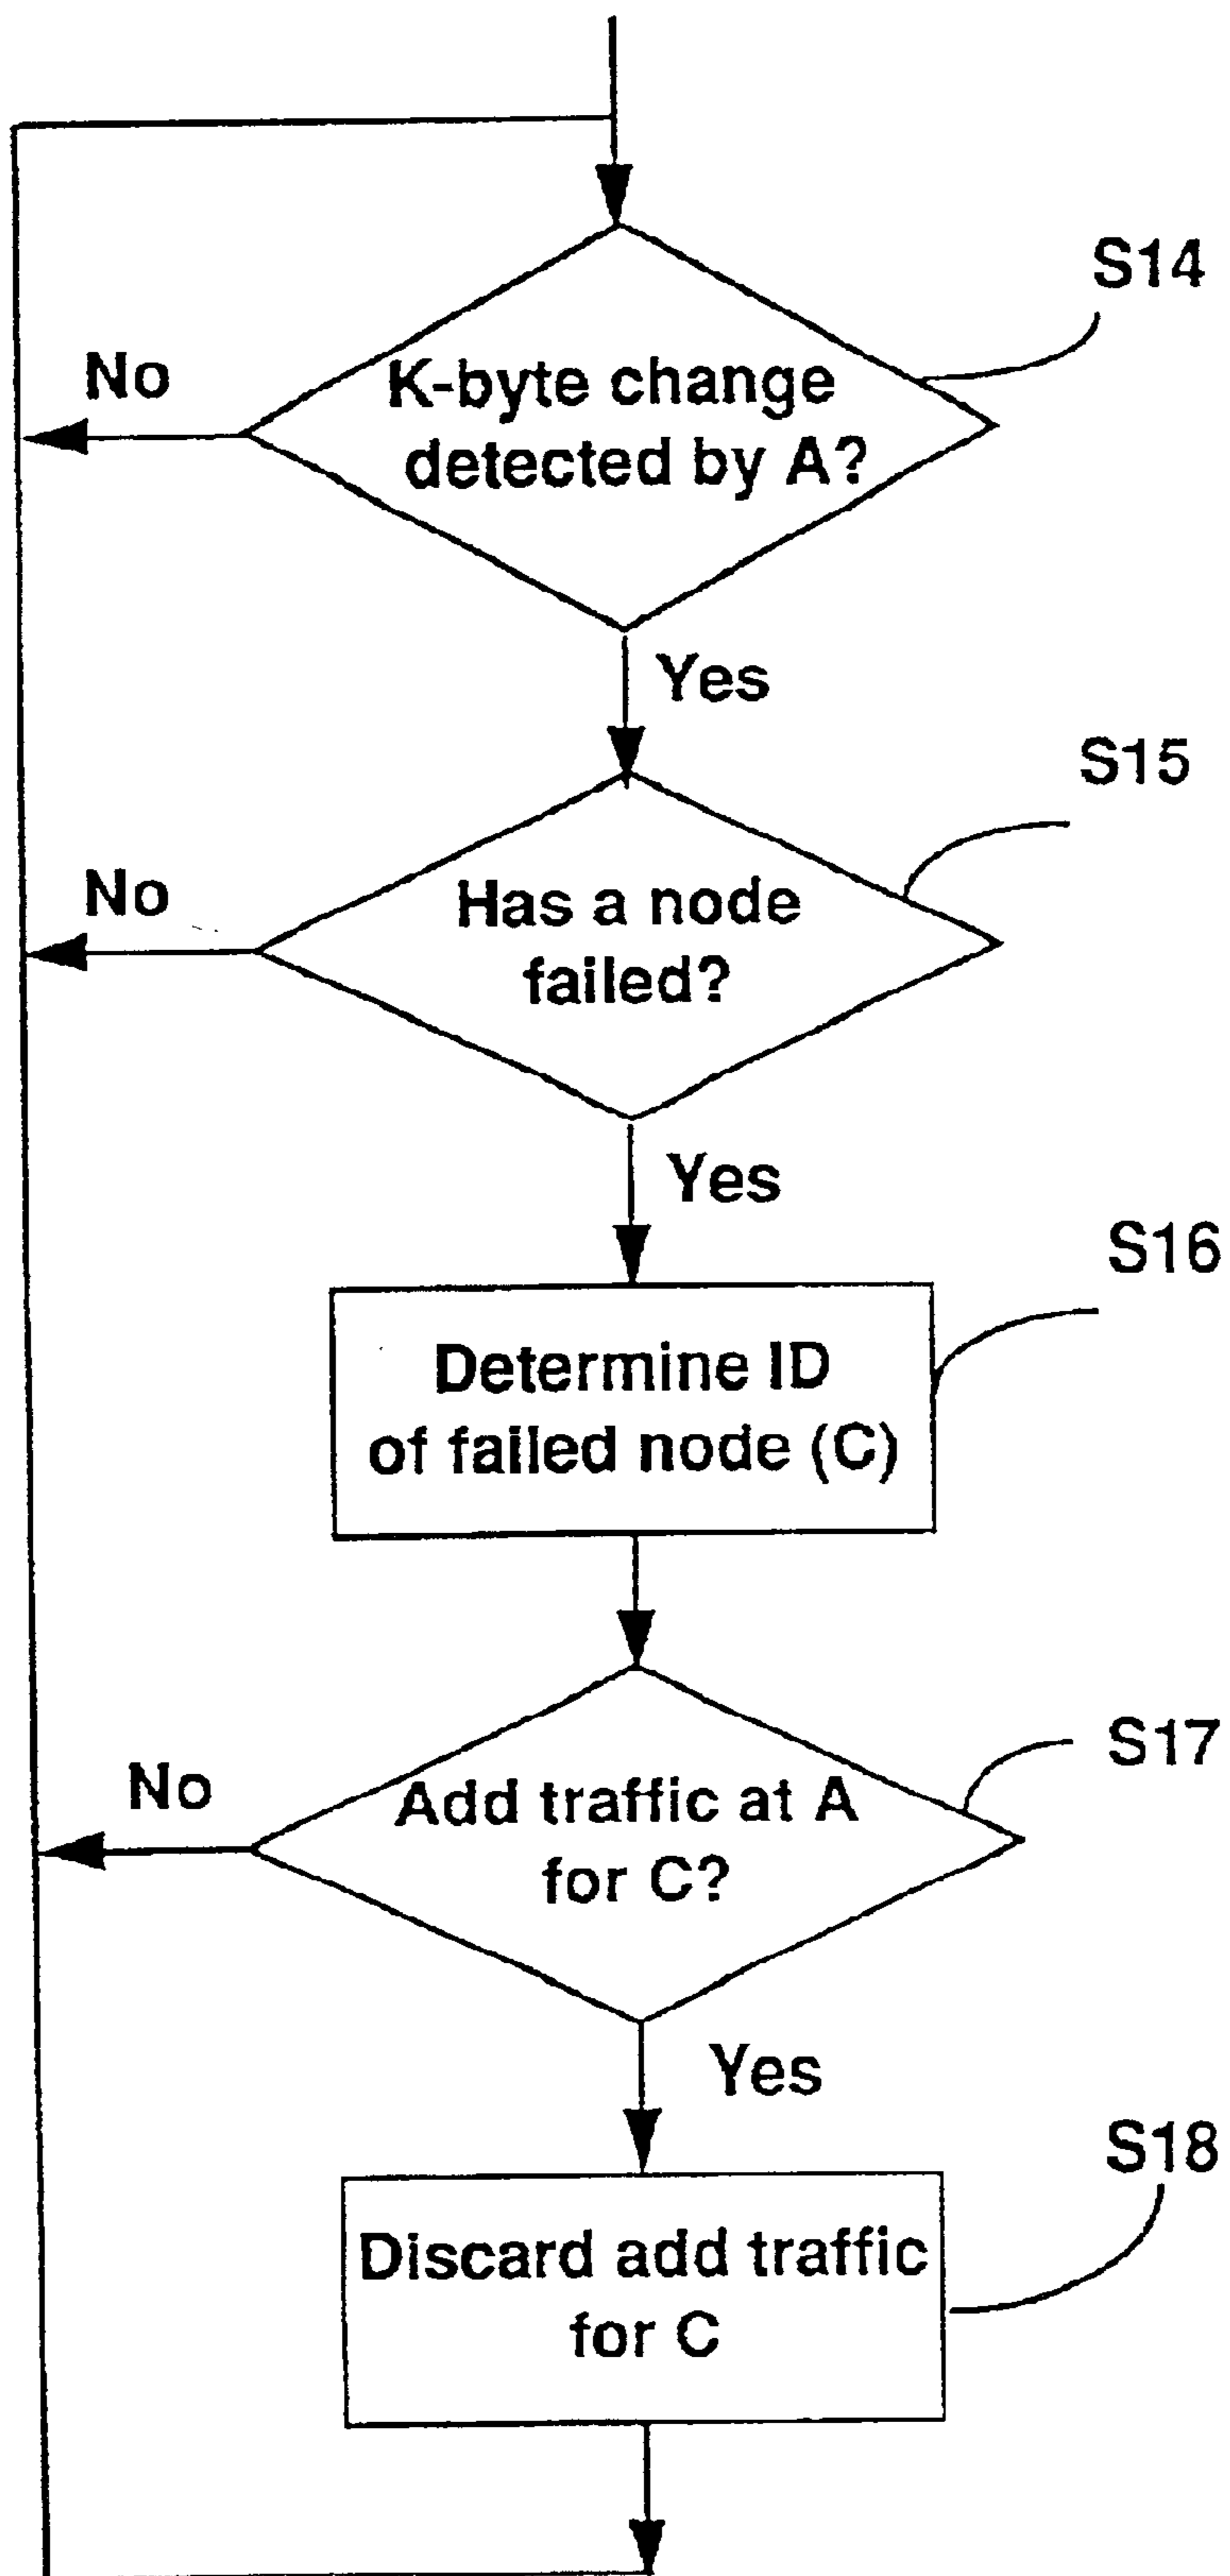 S14
No
K-byte change
detected by A?
Yes
S15
No
Has a node
failed?
Yes
S16
Determine ID
of failed node (C)
S17
No
Add traffic at A
for C?
Yes
S18
Discard add traffic
for C